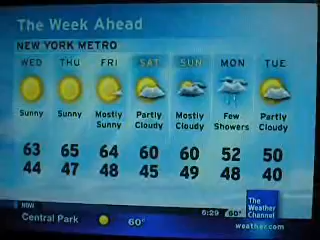 The Week Ahead
NEW YORK METRO
WED THU FRI SAT SUN MON TUE
Sunny Sunny Mostly Sunny Partly Cloudy Mostly Cloudy Few Showers Partly Cloudy
63 65 64 60 60 52 50
44 47 48 45 49 48 40
NOW
Central Park 60°
6:29 60°
The Weather Channel
weather.com